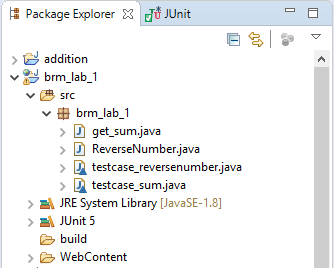 Package Explorer JUnit
addition
brm_lab_1
src
brm_lab_1
get_sum.java
ReverseNumber.java
testcase_reversenumber.java
testcase_sum.java
JRE System Library [JavaSE-1.8]
JUnit 5
build
WebContent